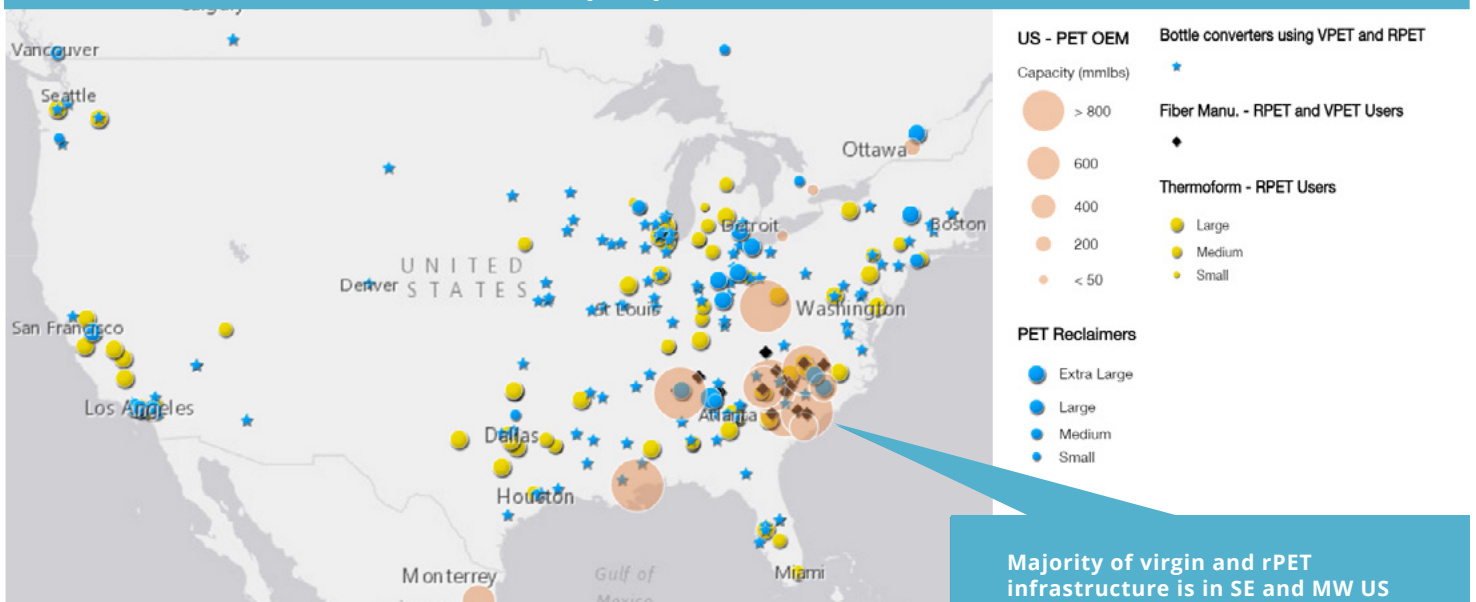 Vancouver
Seattle
Ottawa
Detroit
Boston
UNITED
STATES
Denver
St Louis
Washington
San Francisco
Los Angeles
Atlanta
Dallas
Houston
Monterrey
Gulf of
Mexico
Miami
US - PET OEM
Capacity (mmlbs)
> 800
600
400
200
< 50
PET Reclaimers
Extra Large
Large
Medium
Small
Bottle converters using VPET and RPET
Fiber Manu. - RPET and VPET Users
Thermoform - RPET Users
Large
Medium
Small
Majority of virgin and rPET
infrastructure is in SE and MW US